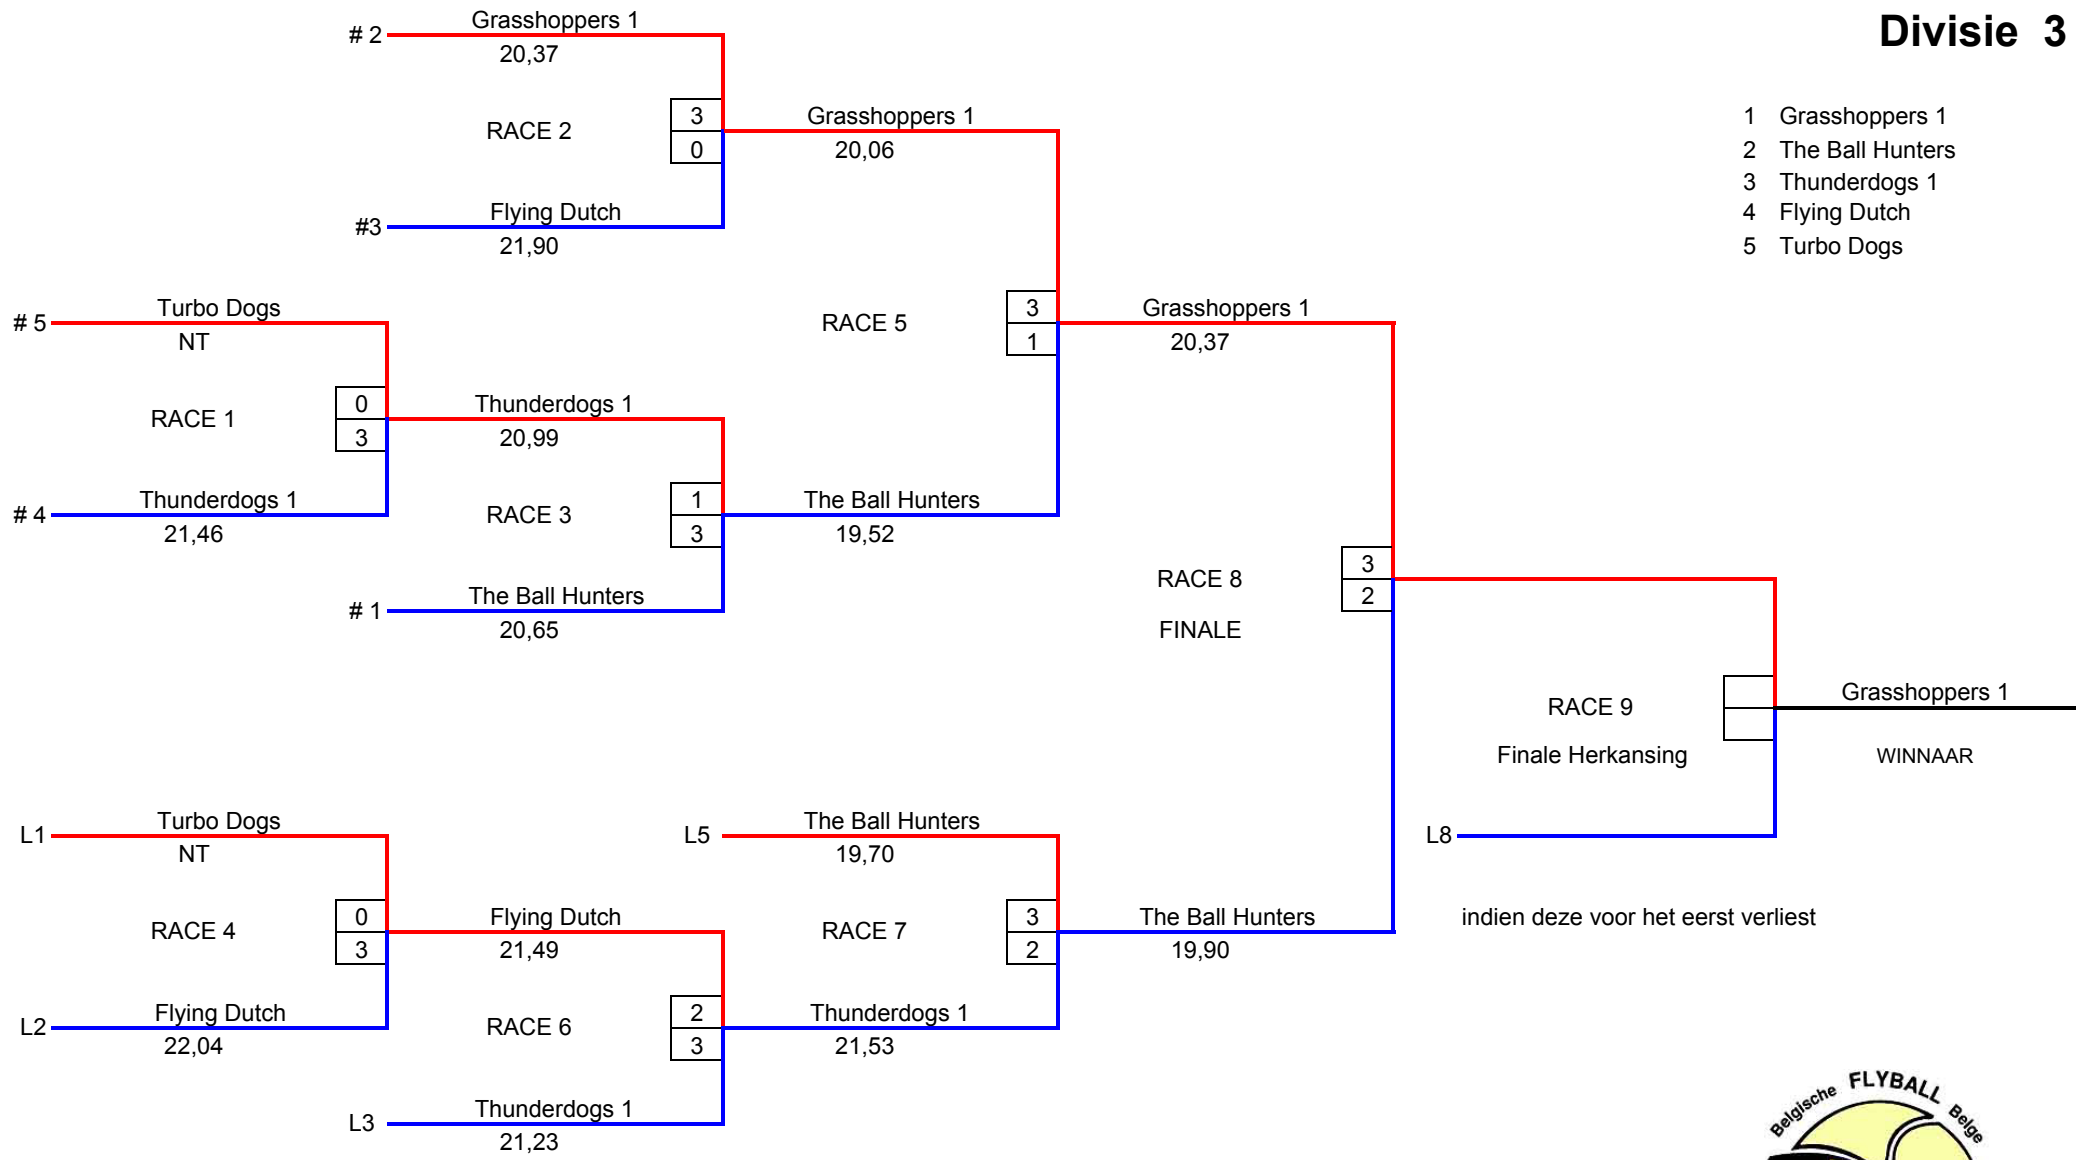 Divisie 3
1 Grasshoppers 1
2 The Ball Hunters
3 Thunderdogs 1
4 Flying Dutch
5 Turbo Dogs
# 2 Grasshoppers 1
20,37
RACE 2
3
0
#3 Flying Dutch
21,90
Grasshoppers 1
20,06
# 5 Turbo Dogs
NT
RACE 1
0
3
# 4 Thunderdogs 1
21,46
Thunderdogs 1
20,99
RACE 3
1
3
# 1 The Ball Hunters
20,65
RACE 5
3
1
The Ball Hunters
19,52
Grasshoppers 1
20,37
RACE 8
FINALE
3
2
RACE 9
Finale Herkansing
Grasshoppers 1
WINNAAR
L8
indien deze voor het eerst verliest
L1 Turbo Dogs
NT
RACE 4
0
3
L2 Flying Dutch
22,04
Flying Dutch
21,49
RACE 6
2
3
L3 Thunderdogs 1
21,23
L5 The Ball Hunters
19,70
RACE 7
3
2
Thunderdogs 1
21,53
The Ball Hunters
19,90
Belgische FLYBALL Belge